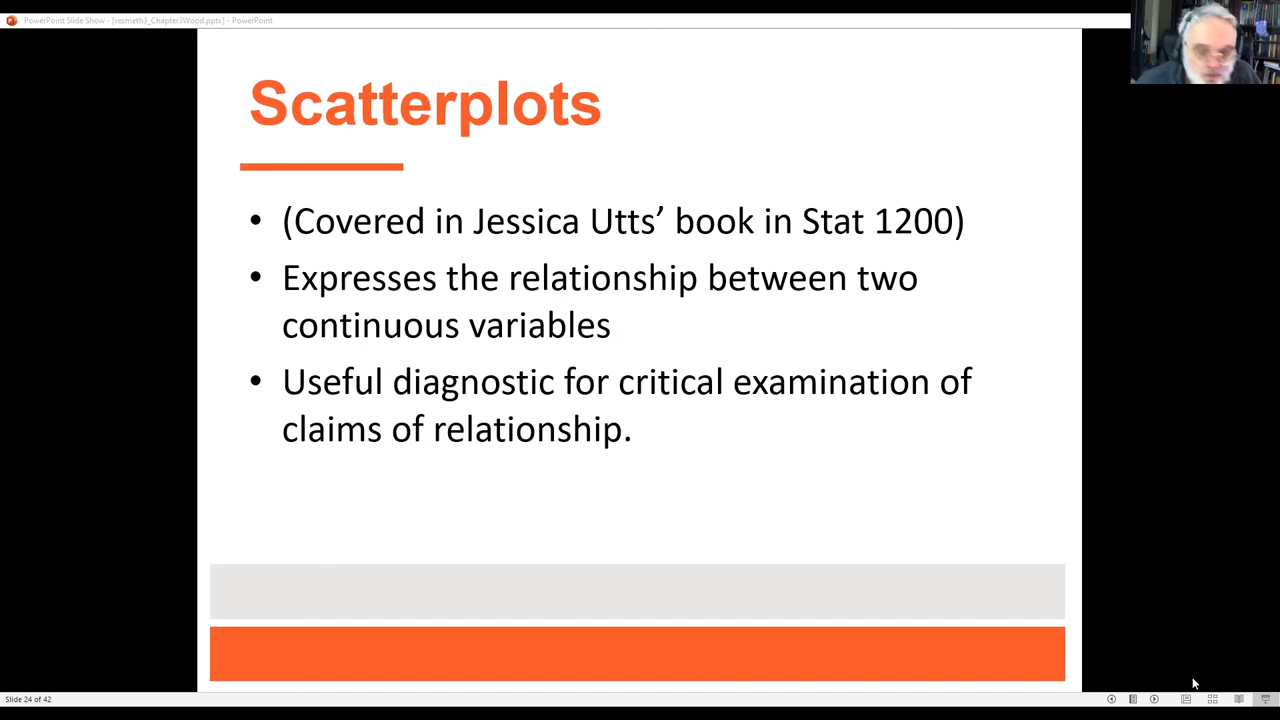 PowerPoint Slide Show - [resmeth3_Chapter3Wood.pptx] - PowerPoint
Scatterplots
• (Covered in Jessica Utts’ book in Stat 1200)
• Expresses the relationship between two
continuous variables
• Useful diagnostic for critical examination of
claims of relationship.
Slide 24 of 42